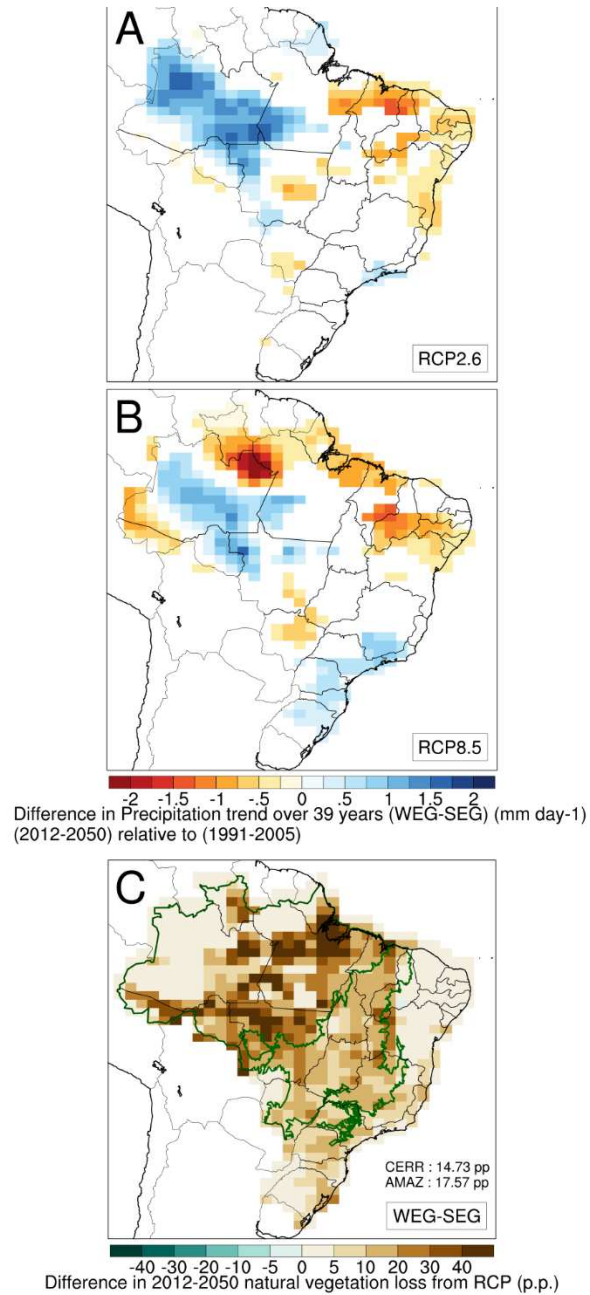 A
RCP2.6
B
RCP8.5
-2 -1.5 -1 -.5 0 .5 1 1.5 2
Difference in Precipitation trend over 39 years (WEG-SEG) (mm day-1)
(2012-2050) relative to (1991-2005)
C
CERR : 14.73 pp
AMAZ : 17.57 pp
WEG-SEG
-40 -30 -20 -10 -5 0 5 10 20 30 40
Difference in 2012-2050 natural vegetation loss from RCP (p.p.)